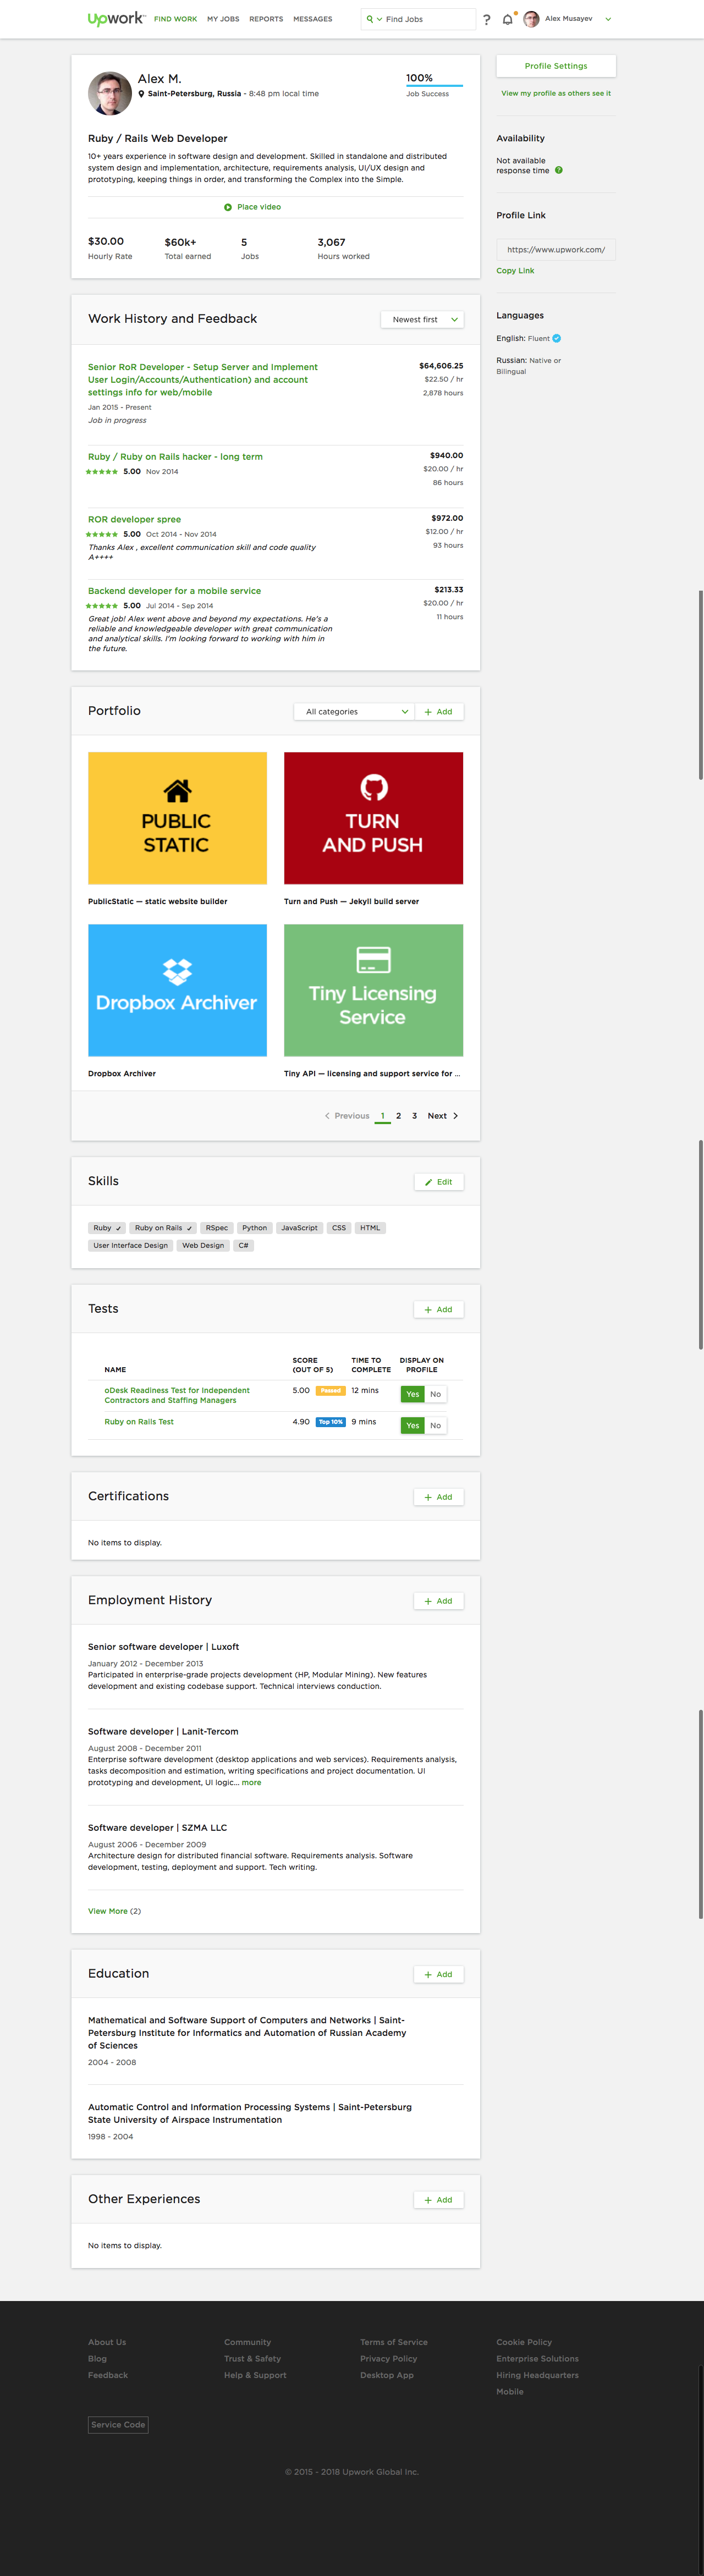 Upwork™ FIND WORK MY JOBS REPORTS MESSAGES Find Jobs ? Alex Musayev
Alex M.
Saint-Petersburg, Russia - 8:48 pm local time
100%
Job Success
Ruby / Rails Web Developer
10+ years experience in software design and development. Skilled in standalone and distributed
system design and implementation, architecture, requirements analysis, UI/UX design and
prototyping, keeping things in order, and transforming the Complex into the Simple.
Place video
$30.00 $60k+ 5 3,067
Hourly Rate Total earned Jobs Hours worked
Profile Settings
View my profile as others see it
Availability
Not available
response time ?
Profile Link
https://www.upwork.com/
Copy Link
Languages
English: Fluent
Russian: Native or
Bilingual
Work History and Feedback Newest first
Senior RoR Developer - Setup Server and Implement
User Login/Accounts/Authentication) and account
settings info for web/mobile
Jan 2015 - Present
Job in progress
$64,606.25
$22.50 / hr
2,878 hours
Ruby / Ruby on Rails hacker - long term
5.00 Nov 2014
$940.00
$20.00 / hr
86 hours
ROR developer spree
5.00 Oct 2014 - Nov 2014
Thanks Alex , excellent communication skill and code quality
A++++
$972.00
$12.00 / hr
93 hours
Backend developer for a mobile service
5.00 Jul 2014 - Sep 2014
Great job! Alex went above and beyond my expectations. He's a
reliable and knowledgeable developer with great communication
and analytical skills. I'm looking forward to working with him in
the future.
$213.33
$20.00 / hr
11 hours
Portfolio All categories Add
PUBLIC
STATIC
PublicStatic — static website builder
TURN
AND PUSH
Turn and Push — Jekyll build server
Dropbox Archiver
Dropbox Archiver
Tiny Licensing
Service
Tiny API — licensing and support service for ...
Previous 1 2 3 Next
Skills Edit
Ruby Ruby on Rails RSpec Python JavaScript CSS HTML
User Interface Design Web Design C#
Tests Add
NAME
SCORE
(OUT OF 5)
TIME TO
COMPLETE
DISPLAY ON
PROFILE
oDesk Readiness Test for Independent
Contractors and Staffing Managers
5.00 Passed 12 mins Yes No
Ruby on Rails Test 4.90 Top 10% 9 mins Yes No
Certifications Add
No items to display.
Employment History Add
Senior software developer | Luxoft
January 2012 - December 2013
Participated in enterprise-grade projects development (HP, Modular Mining). New features
development and existing codebase support. Technical interviews conduction.
Software developer | Lanit-Tercom
August 2008 - December 2011
Enterprise software development (desktop applications and web services). Requirements analysis,
tasks decomposition and estimation, writing specifications and project documentation. UI
prototyping and development, UI logic... more
Software developer | SZMA LLC
August 2006 - December 2009
Architecture design for distributed financial software. Requirements analysis. Software
development, testing, deployment and support. Tech writing.
View More (2)
Education Add
Mathematical and Software Support of Computers and Networks | Saint-
Petersburg Institute for Informatics and Automation of Russian Academy
of Sciences
2004 - 2008
Automatic Control and Information Processing Systems | Saint-Petersburg
State University of Airspace Instrumentation
1998 - 2004
Other Experiences Add
No items to display.
About Us Community Terms of Service Cookie Policy
Blog Trust & Safety Privacy Policy Enterprise Solutions
Feedback Help & Support Desktop App Hiring Headquarters
Mobile
Service Code
© 2015 - 2018 Upwork Global Inc.